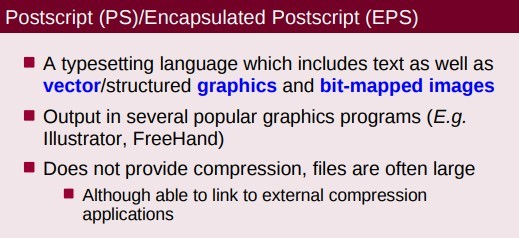 Postscript (PS)/Encapsulated Postscript (EPS)
A typesetting language which includes text as well as
vector/structured graphics and bit-mapped images
Output in several popular graphics programs (E.g.
Illustrator, FreeHand)
Does not provide compression, files are often large
Although able to link to external compression
applications